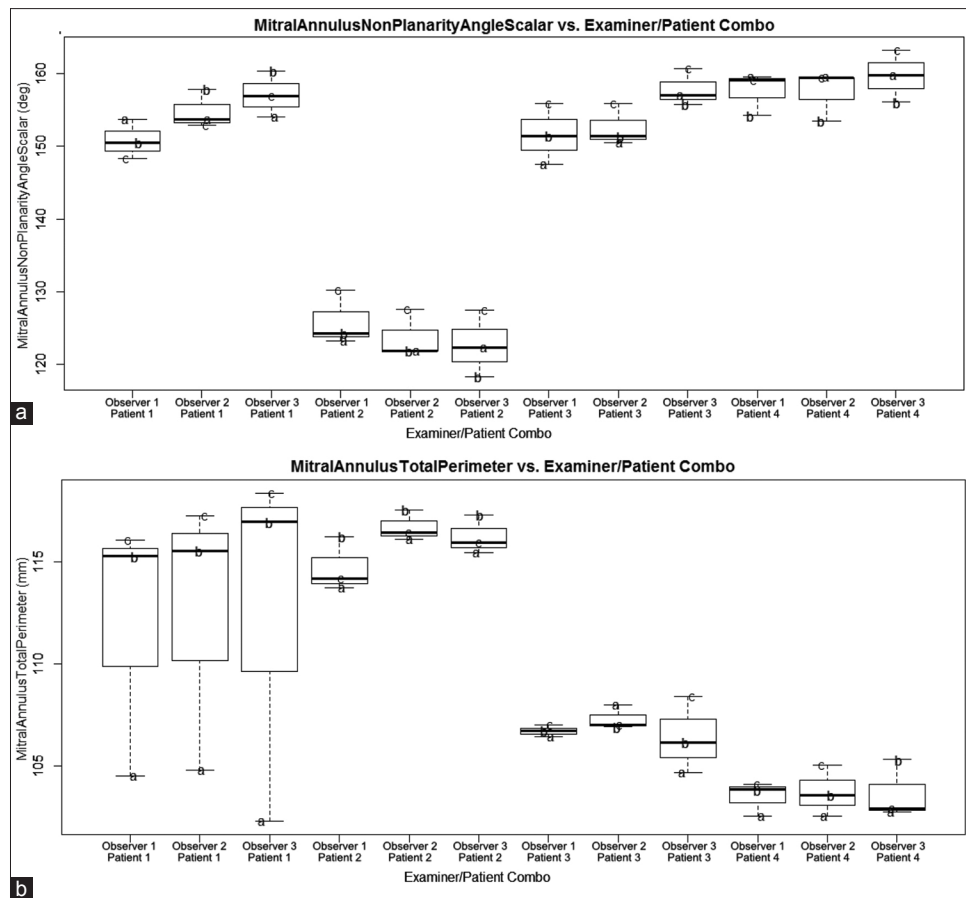 MitralAnnulusNonPlanarityAngleScalar vs. Examiner/Patient Combo
MitralAnnulusNonPlanarityAngleScalar (deg)
160
150
140
130
120
a b c
b a c
b c a
c b a
c b a
c a b
c b a
c b a
c a b
a c b
c a b
c a b
Observer 1 Observer 2 Observer 3 Observer 1 Observer 2 Observer 3 Observer 1 Observer 2 Observer 3 Observer 1 Observer 2 Observer 3
Patient 1 Patient 1 Patient 1 Patient 2 Patient 2 Patient 2 Patient 3 Patient 3 Patient 3 Patient 4 Patient 4 Patient 4
Examiner/Patient Combo
a
MitralAnnulusTotalPerimeter vs. Examiner/Patient Combo
MitralAnnulusTotalPerimeter (mm)
115
110
105
c b a
c b a
c b a
b c a
b c a
b c a
c b a
a c b
c b a
c b a
c b a
b c a
Observer 1 Observer 2 Observer 3 Observer 1 Observer 2 Observer 3 Observer 1 Observer 2 Observer 3 Observer 1 Observer 2 Observer 3
Patient 1 Patient 1 Patient 1 Patient 2 Patient 2 Patient 2 Patient 3 Patient 3 Patient 3 Patient 4 Patient 4 Patient 4
Examiner/Patient Combo
b